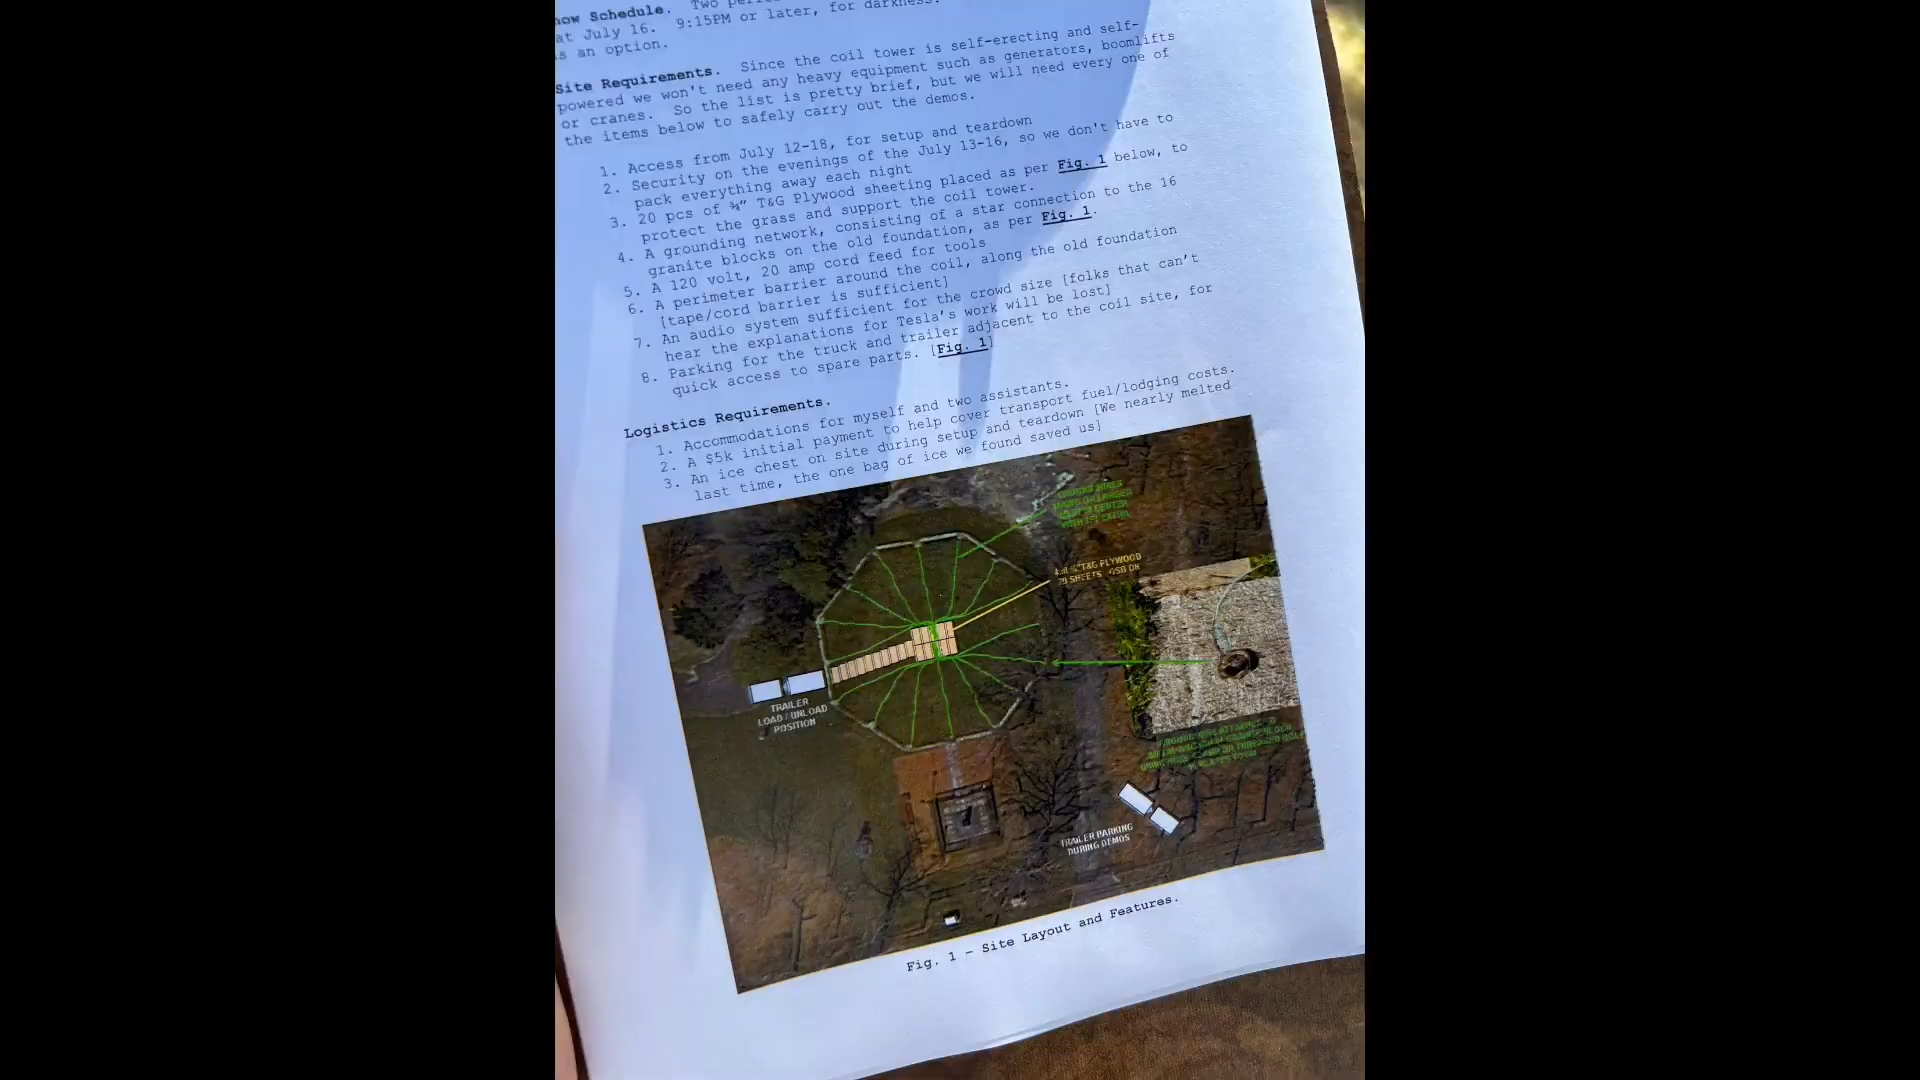 ow Schedule. Two
at July 16. 9:15PM or later, for darkness.
s an option.
Site Requirements. Since the coil tower is self-erecting and self-
powered we won't need any heavy equipment such as generators, boomlifts
or cranes. So the list is pretty brief, but we will need every one of
the items below to safely carry out the demos.
1. Access from July 12-18, for setup and teardown
2. Security on the evenings of the July 13-16, so we don't have to
pack everything away each night
3. 20 pcs of ¾" T&G Plywood sheeting placed as per Fig. 1 below, to
protect the grass and support the coil tower.
4. A grounding network, consisting of a star connection to the 16
granite blocks on the old foundation, as per Fig. 1.
5. A 120 volt, 20 amp cord feed for tools
6. A perimeter barrier around the coil, along the old foundation
[tape/cord barrier is sufficient]
7. An audio system sufficient for the crowd size [folks that can't
hear the explanations for Tesla's work will be lost]
8. Parking for the truck and trailer adjacent to the coil site, for
quick access to spare parts. [Fig. 1]
Logistics Requirements.
1. Accommodations for myself and two assistants.
2. A $5k initial payment to help cover transport fuel/lodging costs.
3. An ice chest on site during setup and teardown [We nearly melted
last time, the one bag of ice we found saved us]
T&G PLYWOOD
20 SHEETS OSB OK
TRAILER
LOAD / UNLOAD
POSITION
TRAILER PARKING
DURING DEMOS
Fig. 1 - Site Layout and Features.